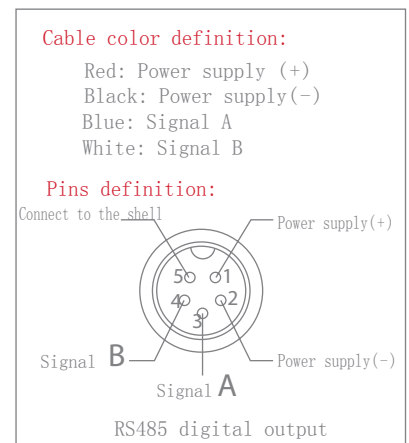 Cable color definition:
Red: Power supply (+)
Black: Power supply(-)
Blue: Signal A
White: Signal B
Pins definition:
Connect to the shell
Power supply(+)
5 1
4 2
3
Signal B
Power supply(-)
Signal A
RS485 digital output